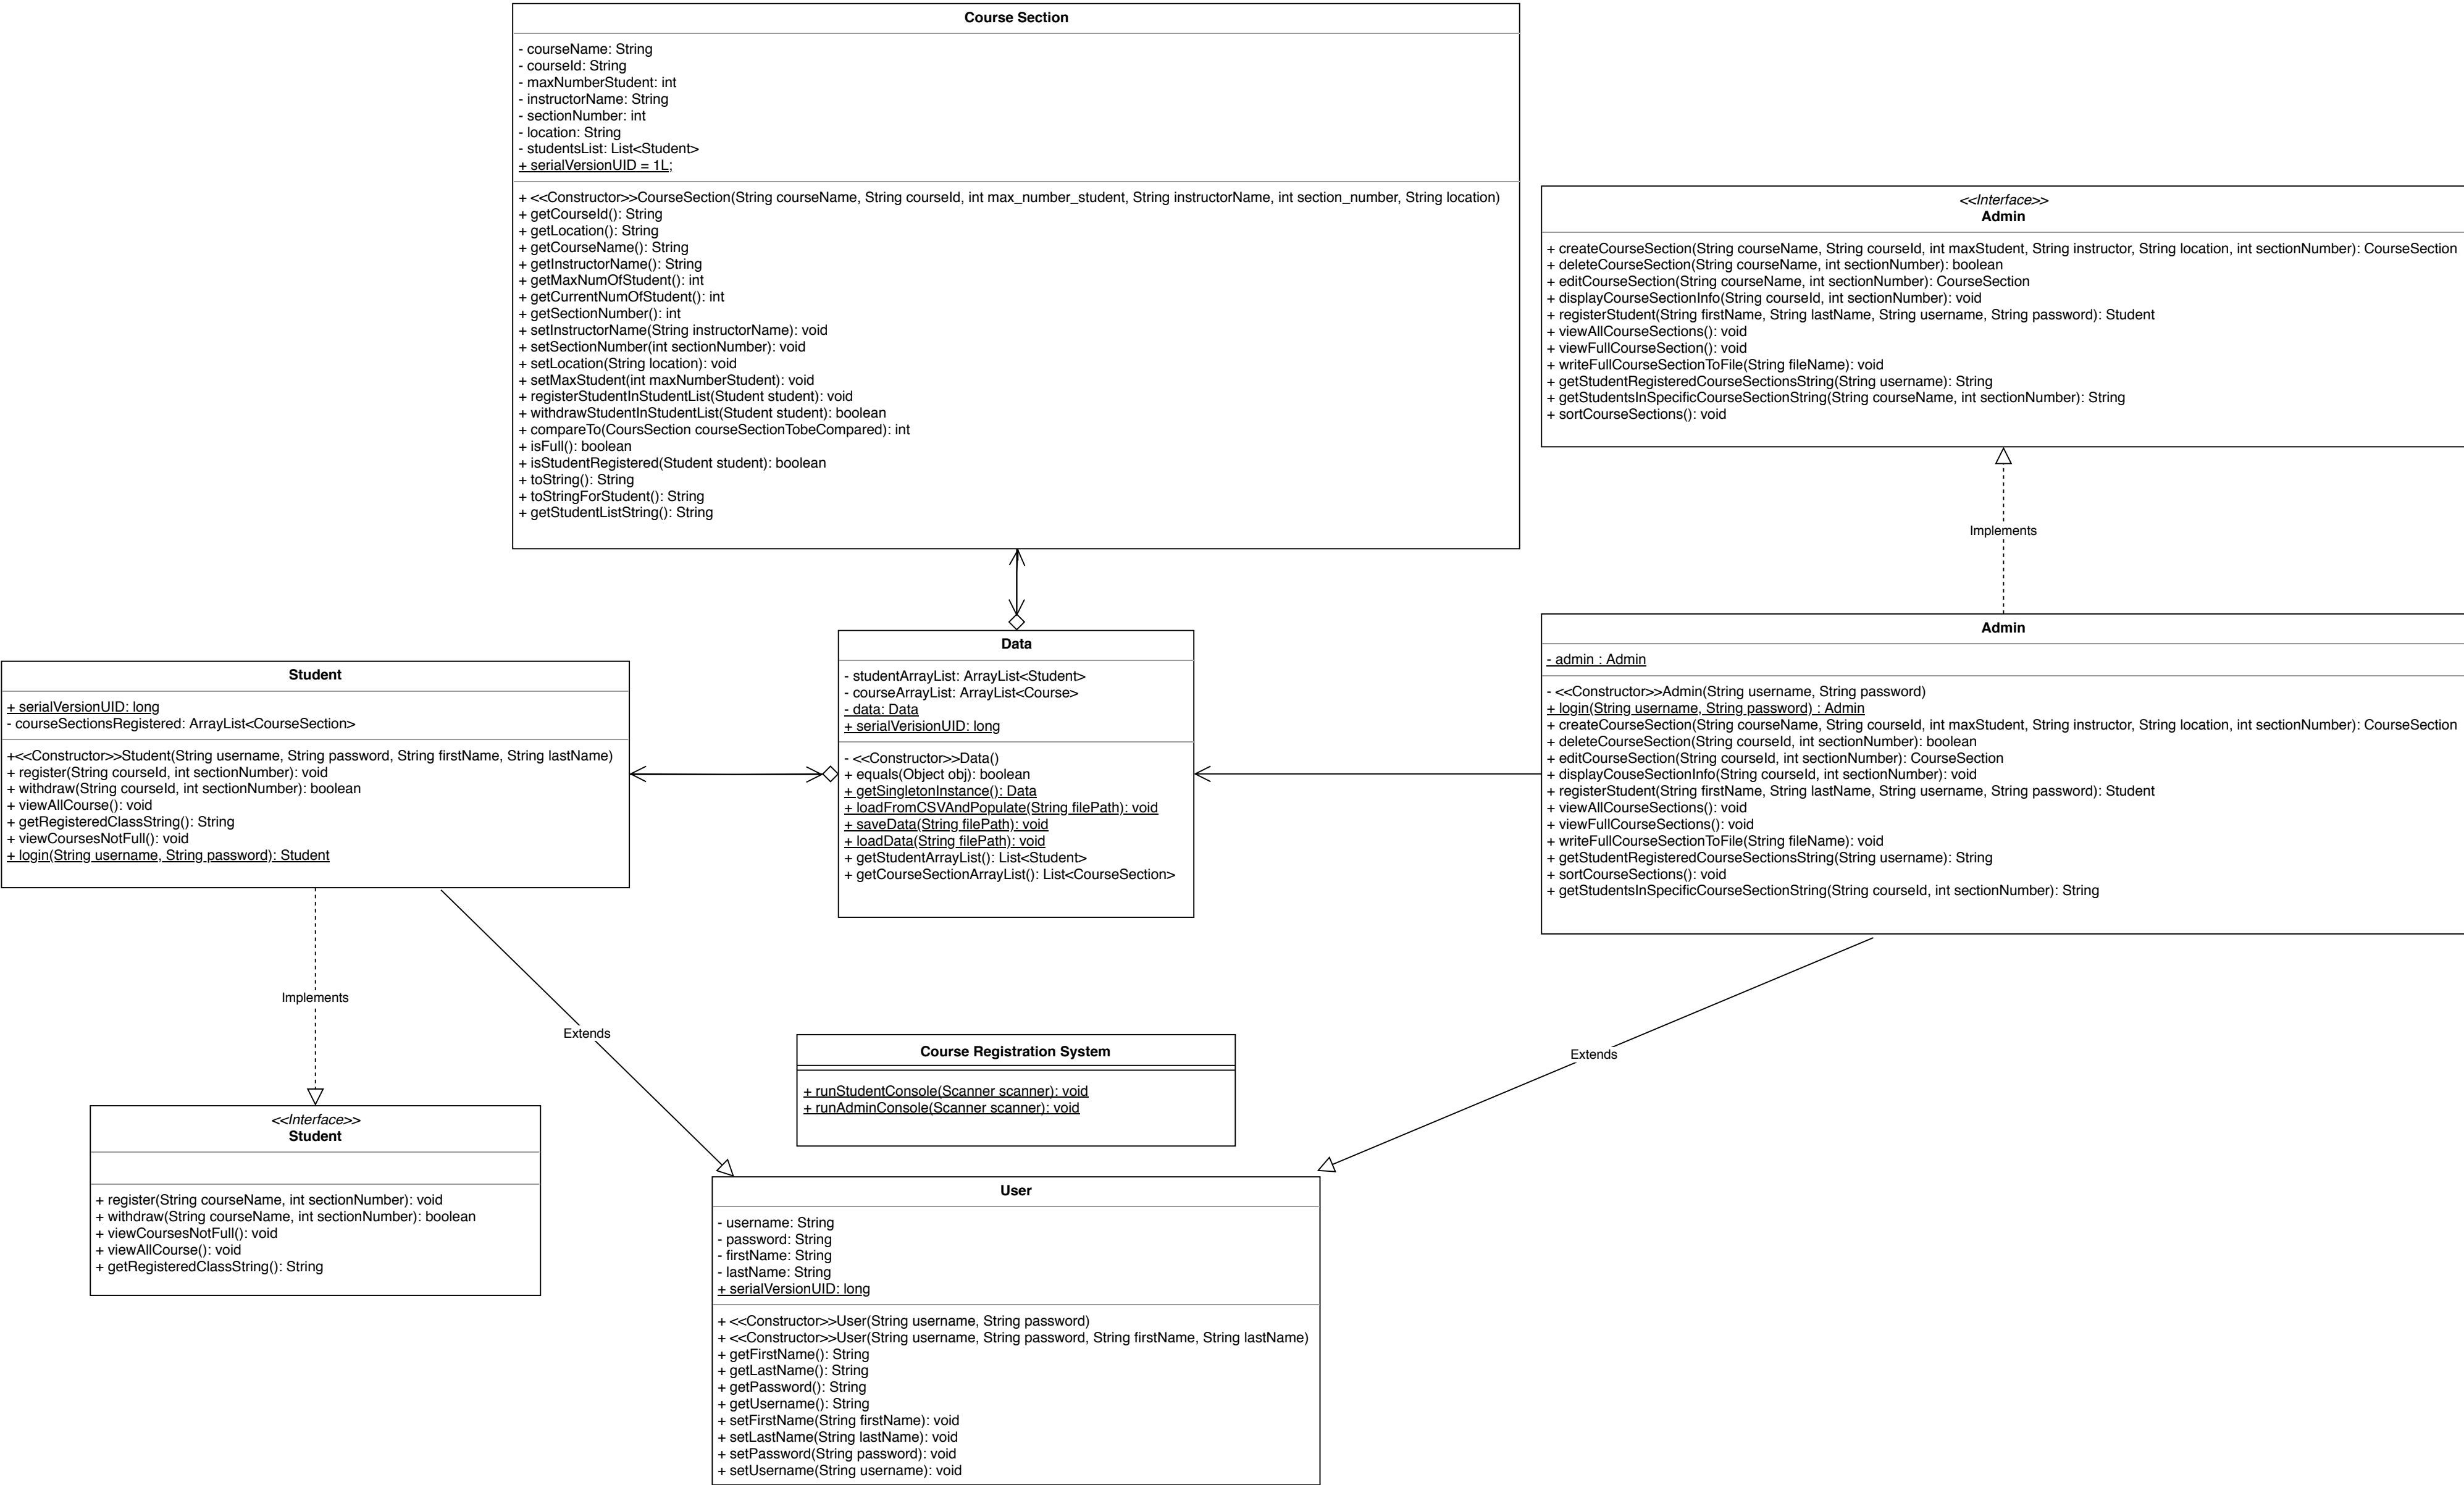 Course Section
- courseName: String
- courseId: String
- maxNumberStudent: int
- instructorName: String
- sectionNumber: int
- location: String
- studentsList: List<Student>
+ serialVersionUID = 1L;
+ <<Constructor>>CourseSection(String courseName, String courseId, int max_number_student, String instructorName, int section_number, String location)
+ getCourseId(): String
+ getLocation(): String
+ getCourseName(): String
+ getInstructorName(): String
+ getMaxNumOfStudent(): int
+ getCurrentNumOfStudent(): int
+ getSectionNumber(): int
+ setInstructorName(String instructorName): void
+ setSectionNumber(int sectionNumber): void
+ setLocation(String location): void
+ setMaxStudent(int maxNumberStudent): void
+ registerStudentInStudentList(Student student): void
+ withdrawStudentInStudentList(Student student): boolean
+ compareTo(CoursSection courseSectionTobeCompared): int
+ isFull(): boolean
+ isStudentRegistered(Student student): boolean
+ toString(): String
+ toStringForStudent(): String
+ getStudentListString(): String
<<Interface>>
Admin
+ createCourseSection(String courseName, String courseId, int maxStudent, String instructor, String location, int sectionNumber): CourseSection
+ deleteCourseSection(String courseName, int sectionNumber): boolean
+ editCourseSection(String courseName, int sectionNumber): CourseSection
+ displayCourseSectionInfo(String courseId, int sectionNumber): void
+ registerStudent(String firstName, String lastName, String username, String password): Student
+ viewAllCourseSections(): void
+ viewFullCourseSection(): void
+ writeFullCourseSectionToFile(String fileName): void
+ getStudentRegisteredCourseSectionsString(String username): String
+ getStudentsInSpecificCourseSectionString(String courseName, int sectionNumber): String
+ sortCourseSections(): void
Implements
Student
+ serialVersionUID: long
- courseSectionsRegistered: ArrayList<CourseSection>
+<<Constructor>>Student(String username, String password, String firstName, String lastName)
+ register(String courseId, int sectionNumber): void
+ withdraw(String courseId, int sectionNumber): boolean
+ viewAllCourse(): void
+ getRegisteredClassString(): String
+ viewCoursesNotFull(): void
+ login(String username, String password): Student
Data
- studentArrayList: ArrayList<Student>
- courseArrayList: ArrayList<Course>
- data: Data
+ serialVerisionUID: long
- <<Constructor>>Data()
+ equals(Object obj): boolean
+ getSingletonInstance(): Data
+ loadFromCSVAndPopulate(String filePath): void
+ saveData(String filePath): void
+ loadData(String filePath): void
+ getStudentArrayList(): List<Student>
+ getCourseSectionArrayList(): List<CourseSection>
Admin
- admin : Admin
- <<Constructor>>Admin(String username, String password)
+ login(String username, String password) : Admin
+ createCourseSection(String courseName, String courseId, int maxStudent, String instructor, String location, int sectionNumber): CourseSection
+ deleteCourseSection(String courseId, int sectionNumber): boolean
+ editCourseSection(String courseId, int sectionNumber): CourseSection
+ displayCouseSectionInfo(String courseId, int sectionNumber): void
+ registerStudent(String firstName, String lastName, String username, String password): Student
+ viewAllCourseSections(): void
+ viewFullCourseSections(): void
+ writeFullCourseSectionToFile(String fileName): void
+ getStudentRegisteredCourseSectionsString(String username): String
+ sortCourseSections(): void
+ getStudentsInSpecificCourseSectionString(String courseId, int sectionNumber): String
Implements
Extends
Extends
Course Registration System
+ runStudentConsole(Scanner scanner): void
+ runAdminConsole(Scanner scanner): void
<<Interface>>
Student
+ register(String courseName, int sectionNumber): void
+ withdraw(String courseName, int sectionNumber): boolean
+ viewCoursesNotFull(): void
+ viewAllCourse(): void
+ getRegisteredClassString(): String
User
- username: String
- password: String
- firstName: String
- lastName: String
+ serialVersionUID: long
+ <<Constructor>>User(String username, String password)
+ <<Constructor>>User(String username, String password, String firstName, String lastName)
+ getFirstName(): String
+ getLastName(): String
+ getPassword(): String
+ getUsername(): String
+ setFirstName(String firstName): void
+ setLastName(String lastName): void
+ setPassword(String password): void
+ setUsername(String username): void